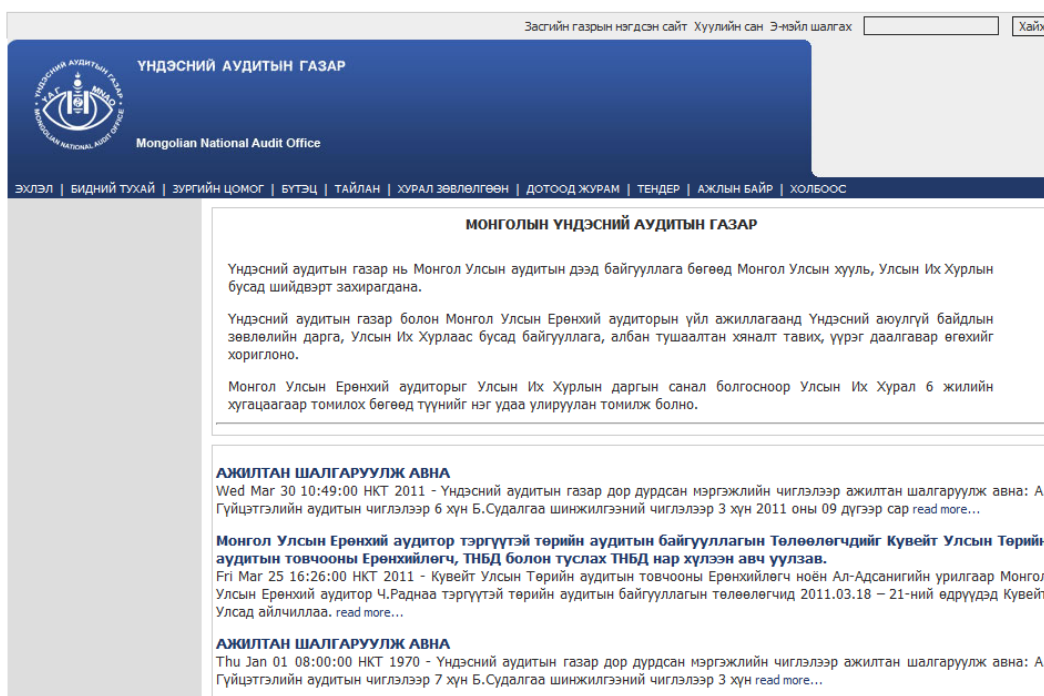 Засгийн газрын нэгдсэн сайт Хуулийн сан Э-мэйл шалгах
ҮНДЭСНИЙ АУДИТЫН ГАЗАР
ҮНДЭСНИЙ АУДИТЫН ГАЗАР
ҮАГ MNAO
MONGOLIAN NATIONAL AUDIT OFFICE
Mongolian National Audit Office
ЭХЛЭЛ | БИДНИЙ ТУХАЙ | ЗУРГИЙН ЦОМОГ | БҮТЭЦ | ТАЙЛАН | ХУРАЛ ЗӨВЛӨЛГӨӨН | ДОТООД ЖУРАМ | ТЕНДЕР | АЖЛЫН БАЙР | ХОЛБООС
МОНГОЛЫН ҮНДЭСНИЙ АУДИТЫН ГАЗАР
Үндэсний аудитын газар нь Монгол Улсын аудитын дээд байгууллага бөгөөд Монгол Улсын хууль, Улсын Их Хурлын
бусад шийдвэрт захирагдана.
Үндэсний аудитын газар болон Монгол Улсын Ерөнхий аудиторын үйл ажиллагаанд Үндэсний аюулгүй байдлын
зөвлөлийн дарга, Улсын Их Хурлаас бусад байгууллага, албан тушаалтан хяналт тавих, үүрэг даалгавар өгөхийг
хориглоно.
Монгол Улсын Ерөнхий аудиторыг Улсын Их Хурлын даргын санал болгосноор Улсын Их Хурал 6 жилийн
хугацаагаар томилох бөгөөд түүнийг нэг удаа улируулан томилж болно.
АЖИЛТАН ШАЛГАРУУЛЖ АВНА
Wed Mar 30 10:49:00 HKT 2011 - Үндэсний аудитын газар дор дурдсан мэргэжлийн чиглэлээр ажилтан шалгаруулж авна: А
Гүйцэтгэлийн аудитын чиглэлээр 6 хүн Б.Судалгаа шинжилгээний чиглэлээр 3 хүн 2011 оны 09 дүгээр сар read more...
Монгол Улсын Ерөнхий аудитор тэргүүтэй төрийн аудитын байгууллагын Төлөөлөгчдийг Кувейт Улсын Төрийн
аудитын товчооны Ерөнхийлөгч, ТНБД болон туслах ТНБД нар хүлээн авч уулзав.
Fri Mar 25 16:26:00 HKT 2011 - Кувейт Улсын Төрийн аудитын товчооны Ерөнхийлөгч ноён Ал-Адсанигийн урилгаар Монгол
Улсын Ерөнхий аудитор Ч.Раднаа тэргүүтэй төрийн аудитын байгууллагын төлөөлөгчид 2011.03.18 – 21-ний өдрүүдэд Кувейт
Улсад айлчиллаа. read more...
АЖИЛТАН ШАЛГАРУУЛЖ АВНА
Thu Jan 01 08:00:00 HKT 1970 - Үндэсний аудитын газар дор дурдсан мэргэжлийн чиглэлээр ажилтан шалгаруулж авна: А
Гүйцэтгэлийн аудитын чиглэлээр 7 хүн Б.Судалгаа шинжилгээний чиглэлээр 3 хүн read more...